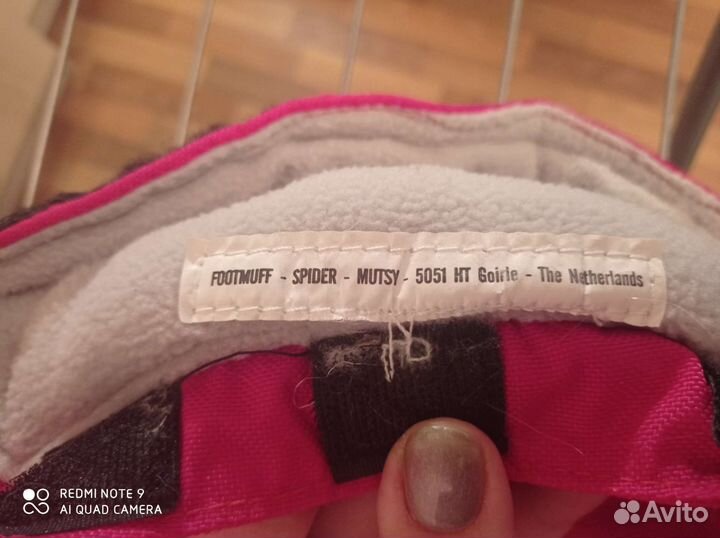 FOOTMUFF - SPIDER - MUTSY - 5051 HT Goirle - The Netherlands
REDMI NOTE 9
AI QUAD CAMERA
Avito